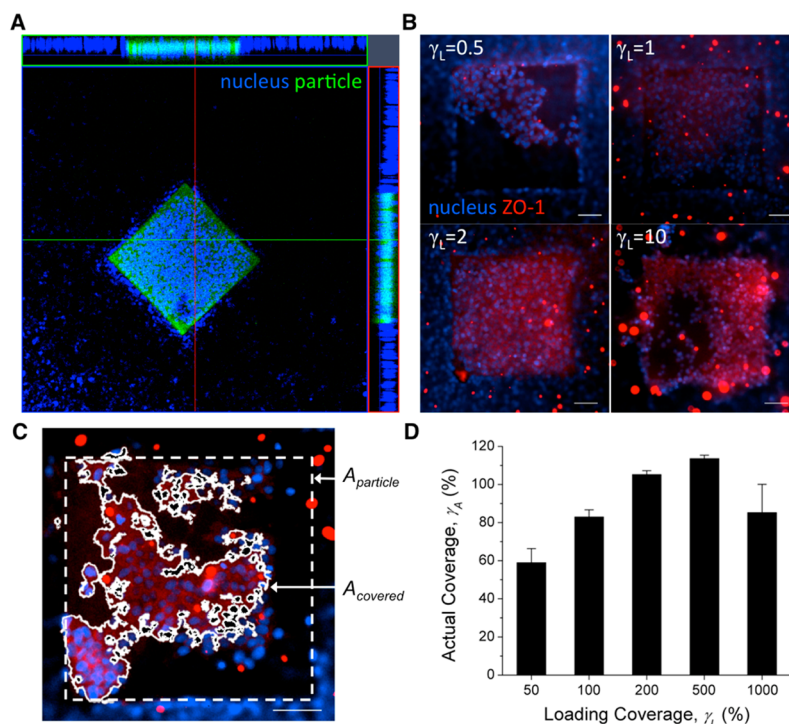 A
nucleus particle
B
γL=0.5
γL=1
nucleus ZO-1
γL=2
γL=10
C
Aparticle
Acovered
D
Actual Coverage, γA (%)
120
100
80
60
40
20
0
50 100 200 500 1000
Loading Coverage, γL (%)